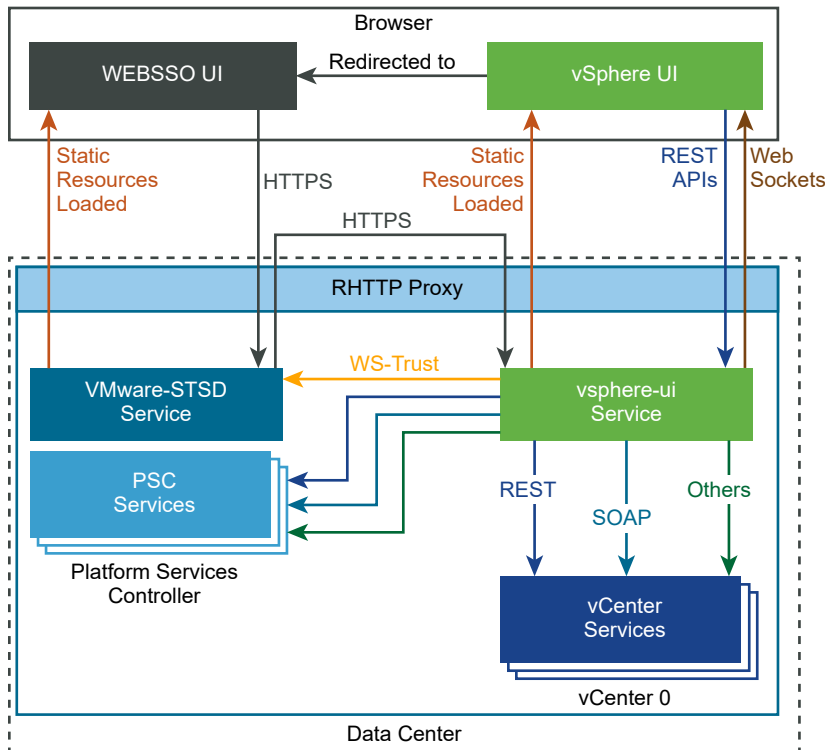 Browser
WEBSSO UI
Redirected to
vSphere UI
Static
Resources
Loaded
HTTPS
Static
Resources
Loaded
REST
APIs
Web
Sockets
HTTPS
RHTTP Proxy
VMware-STSD
Service
WS-Trust
vsphere-ui
Service
PSC
Services
Platform Services
Controller
REST
SOAP
Others
vCenter
Services
vCenter 0
Data Center